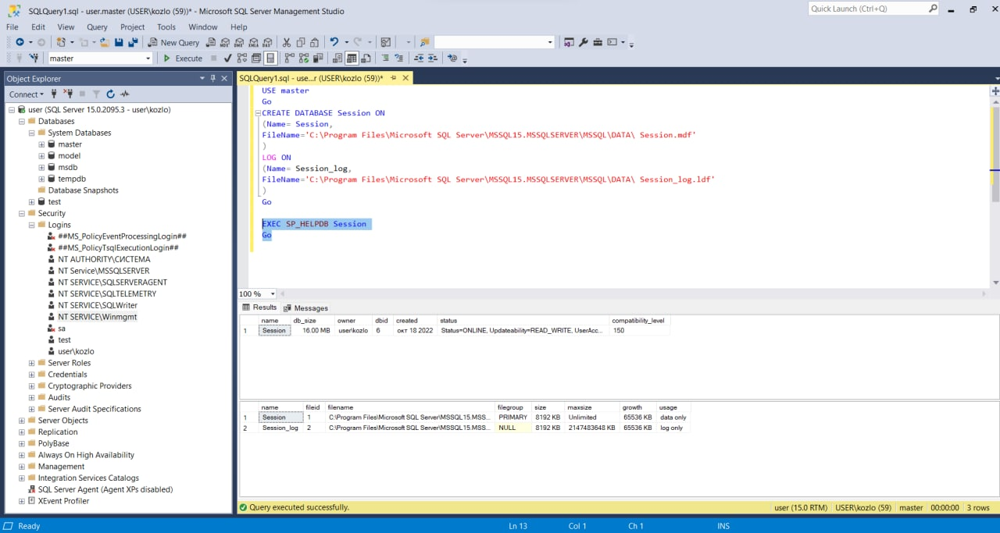 SQLQuery1.sql - user.master (USER\kozlo (59))* - Microsoft SQL Server Management Studio
Quick Launch (Ctrl+Q)
File Edit View Query Project Tools Window Help
New Query
master Execute
Object Explorer
SQLQuery1.sql - use...r (USER\kozlo (59))*
Connect
user (SQL Server 15.0.2095.3 - user\kozlo)
Databases
System Databases
master
model
msdb
tempdb
Database Snapshots
test
Security
Logins
##MS_PolicyEventProcessingLogin##
##MS_PolicyTsqlExecutionLogin##
NT AUTHORITY\СИСТЕМА
NT Service\MSSQLSERVER
NT SERVICE\SQLSERVERAGENT
NT SERVICE\SQLTELEMETRY
NT SERVICE\SQLWriter
NT SERVICE\Winmgmt
sa
test
user\kozlo
Server Roles
Credentials
Cryptographic Providers
Audits
Server Audit Specifications
Server Objects
Replication
PolyBase
Always On High Availability
Management
Integration Services Catalogs
SQL Server Agent (Agent XPs disabled)
XEvent Profiler
USE master
Go
CREATE DATABASE Session ON
(Name= Session,
FileName='C:\Program Files\Microsoft SQL Server\MSSQL15.MSSQLSERVER\MSSQL\DATA\ Session.mdf'
)
LOG ON
(Name= Session_log,
FileName='C:\Program Files\Microsoft SQL Server\MSSQL15.MSSQLSERVER\MSSQL\DATA\ Session_log.ldf'
)
Go
EXEC SP_HELPDB Session
Go
100 %
Results Messages
name db_size owner dbid created status compatibility_level
1 Session 16.00 MB user\kozlo 6 окт 18 2022 Status=ONLINE, Updateability=READ_WRITE, UserAcc... 150
name fileid filename filegroup size maxsize growth usage
1 Session 1 C:\Program Files\Microsoft SQL Server\MSSQL15.MSS... PRIMARY 8192 KB Unlimited 65536 KB data only
2 Session_log 2 C:\Program Files\Microsoft SQL Server\MSSQL15.MSS... NULL 8192 KB 2147483648 KB 65536 KB log only
Query executed successfully. user (15.0 RTM) USER\kozlo (59) master 00:00:00 3 rows
Ready Ln 13 Col 1 Ch 1 INS